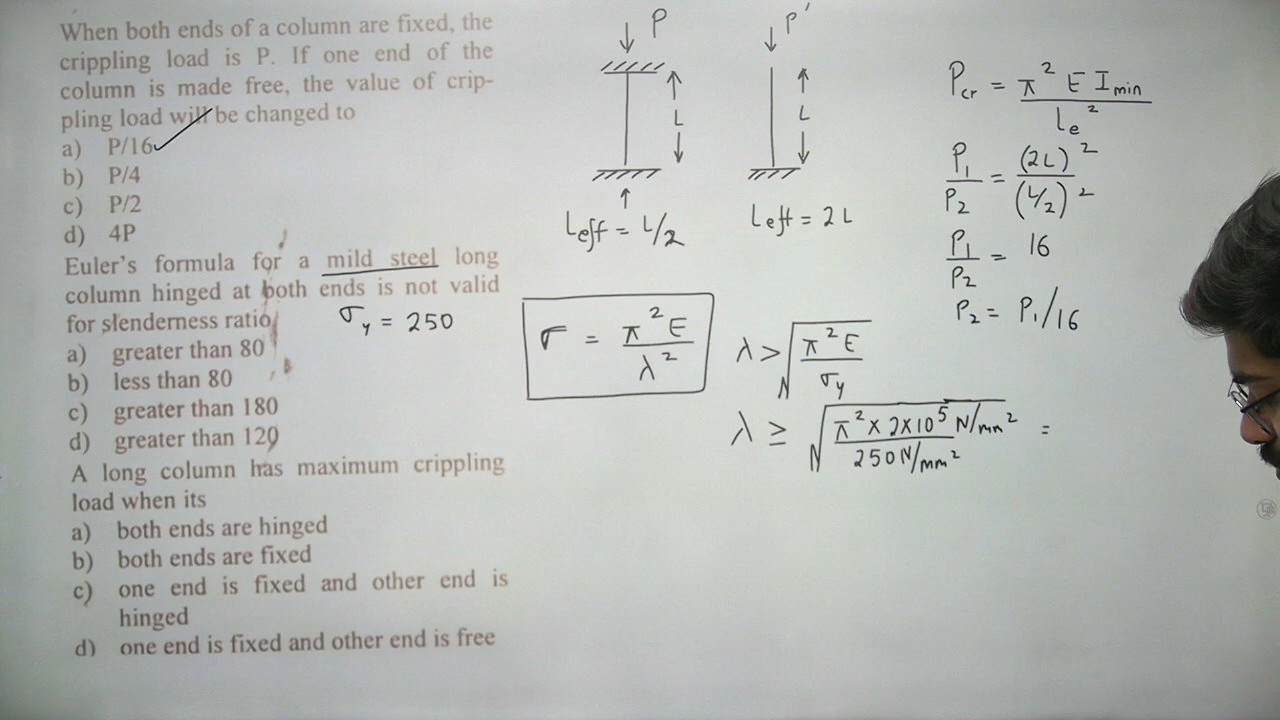 When both ends of a column are fixed, the
crippling load is P. If one end of the
column is made free, the value of crip-
pling load will be changed to
a) P/16
b) P/4
c) P/2
d) 4P
Euler's formula for a mild steel long
column hinged at both ends is not valid
for slenderness ratio
σy = 250
a) greater than 80
b) less than 80
c) greater than 180
d) greater than 120
A long column has maximum crippling
load when its
a) both ends are hinged
b) both ends are fixed
c) one end is fixed and other end is
hinged
d) one end is fixed and other end is free
P
L
Leff = L/2
P'
L
Leff = 2L
Pcr = π² E Imin / Le²
P1/P2 = (2L)² / (L/2)²
P1/P2 = 16
P2 = P1/16
σ = π²E / λ²
λ > √(π²E / σy)
λ ≥ √(π² x 2x10⁵ N/mm² / 250N/mm²) =